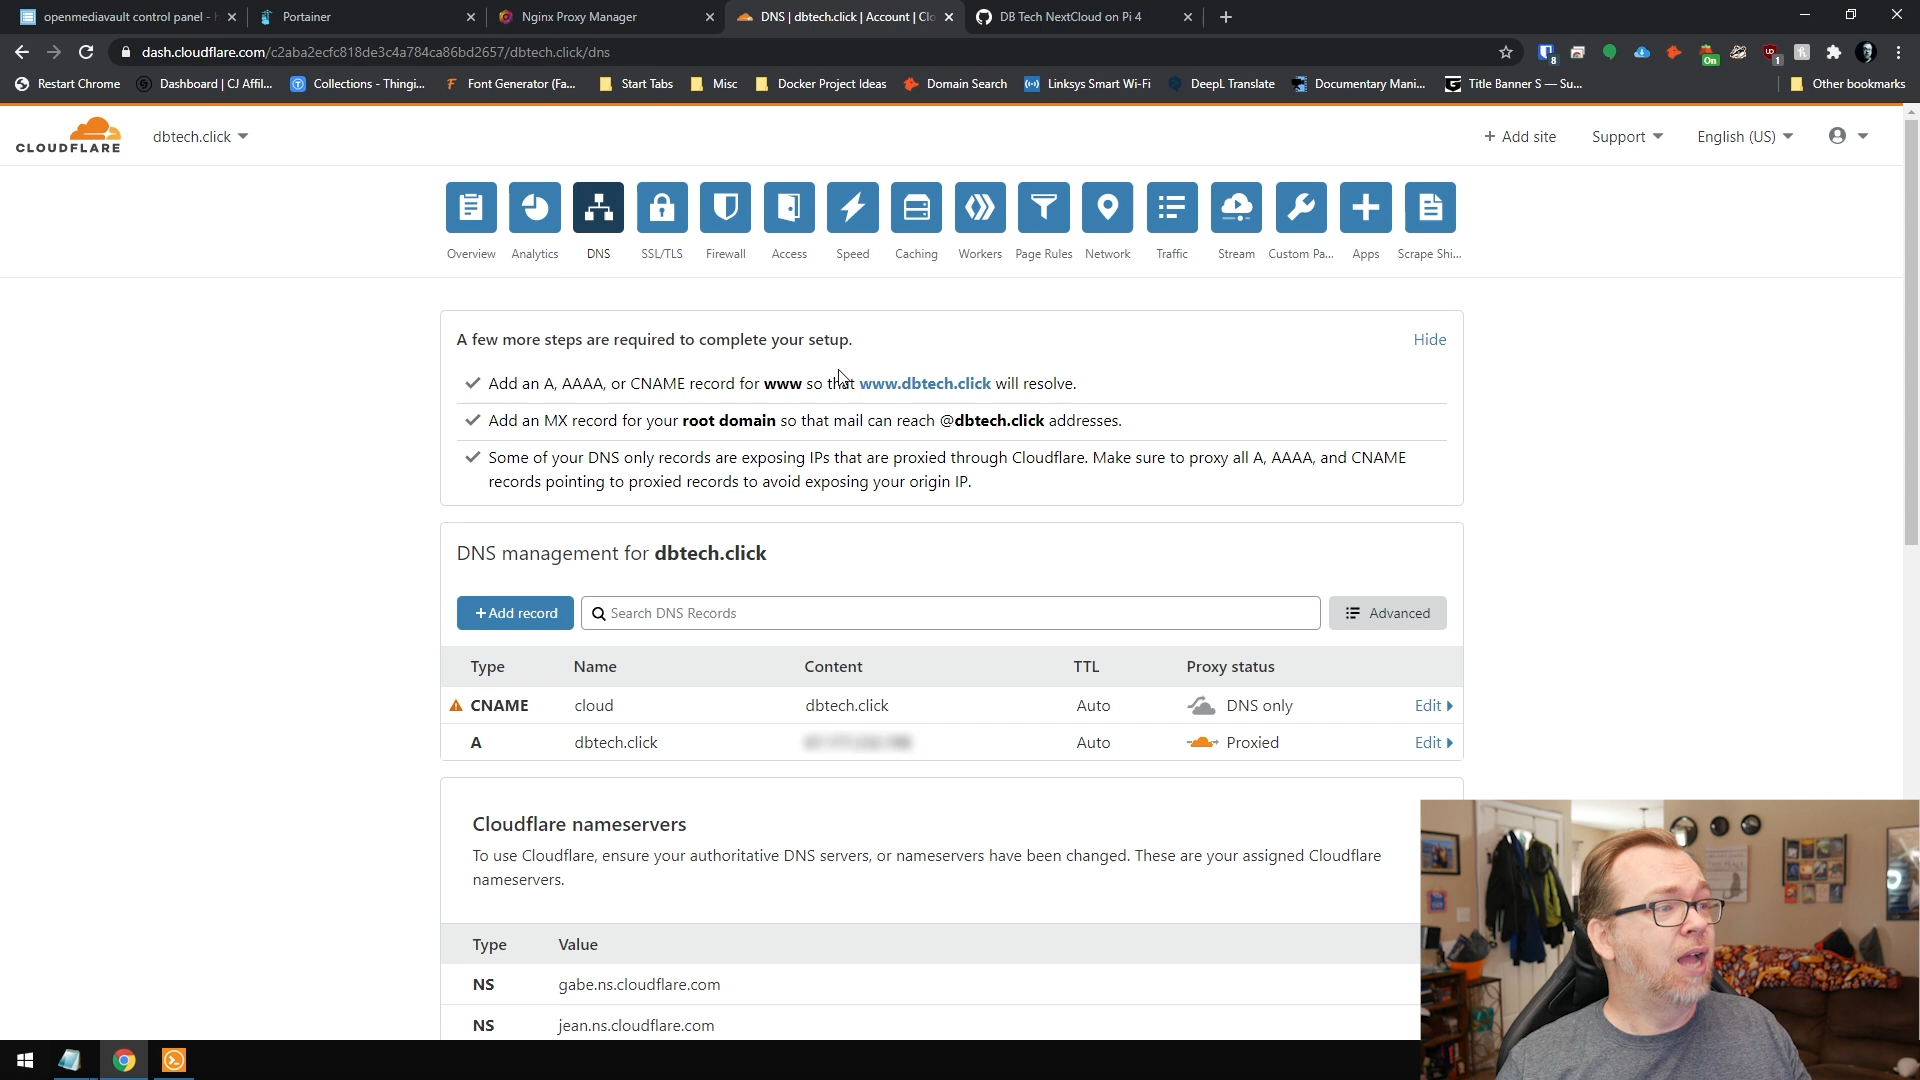 openmediavault control panel - h
Portainer
Nginx Proxy Manager
DNS | dbtech.click | Account | Clo
DB Tech NextCloud on Pi 4
dash.cloudflare.com/c2aba2ecfc818de3c4a784ca86bd2657/dbtech.click/dns
8
On
1
Restart Chrome
Dashboard | CJ Affil...
Collections - Thingi...
Font Generator (Fa...
Start Tabs
Misc
Docker Project Ideas
Domain Search
Linksys Smart Wi-Fi
DeepL Translate
Documentary Mani...
Title Banner S — Su...
Other bookmarks
CLOUDFLARE
dbtech.click
+ Add site
Support
English (US)
Overview
Analytics
DNS
SSL/TLS
Firewall
Access
Speed
Caching
Workers
Page Rules
Network
Traffic
Stream
Custom Pa...
Apps
Scrape Shi...
A few more steps are required to complete your setup.
Hide
Add an A, AAAA, or CNAME record for www so that www.dbtech.click will resolve.
Add an MX record for your root domain so that mail can reach @dbtech.click addresses.
Some of your DNS only records are exposing IPs that are proxied through Cloudflare. Make sure to proxy all A, AAAA, and CNAME
records pointing to proxied records to avoid exposing your origin IP.
DNS management for dbtech.click
+Add record
Search DNS Records
Advanced
Type Name Content TTL Proxy status
CNAME cloud dbtech.click Auto DNS only Edit
A dbtech.click Auto Proxied Edit
Cloudflare nameservers
To use Cloudflare, ensure your authoritative DNS servers, or nameservers have been changed. These are your assigned Cloudflare
nameservers.
Type Value
NS gabe.ns.cloudflare.com
NS jean.ns.cloudflare.com